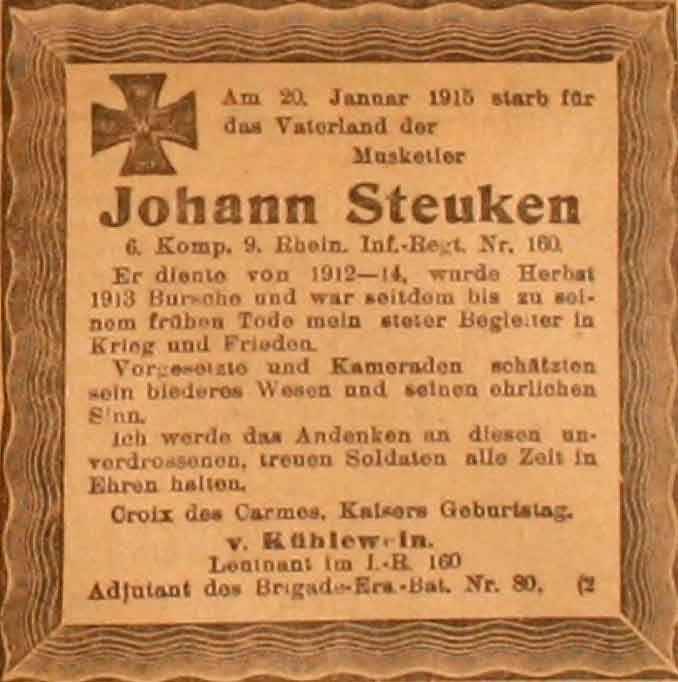 Am 20. Januar 1915 starb für
das Vaterland der
Musketier
Johann Steuken
6. Komp. 9. Rhein. Inf.-Regt. Nr. 160.
Er diente von 1912—14, wurde Herbst
1913 Bursche und war seitdem bis zu sei-
nem frühen Tode mein steter Begleiter in
Krieg und Frieden.
Vorgesetzte und Kameraden schätzten
sein biederes Wesen und seinen ehrlichen
Sinn.
Ich werde das Andenken an diesen un-
verdrossenen, treuen Soldaten alle Zeit in
Ehren halten.
Croix des Carmes, Kaisers Geburtstag.
v. Kühlewein.
Leutnant im I.-R. 160
Adjutant des Brigade-Ers.-Bat. Nr. 80. (2